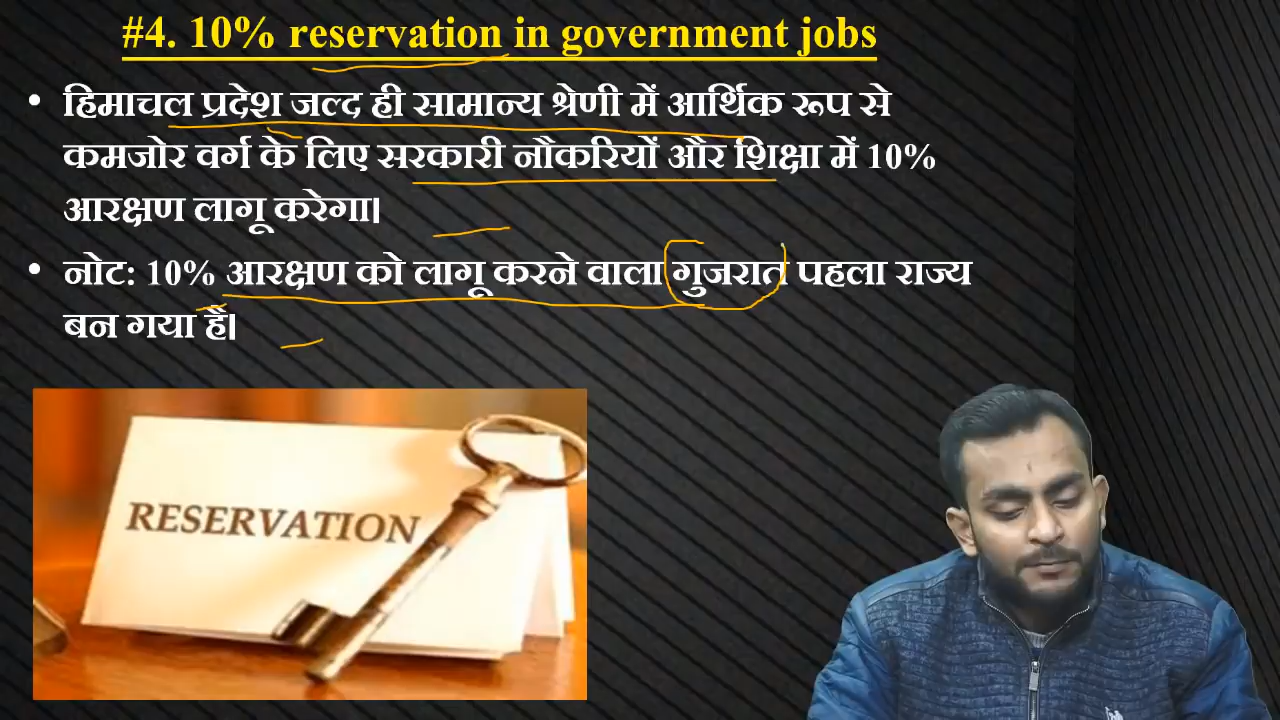 #4. 10% reservation in government jobs
• हिमाचल प्रदेश जल्द ही सामान्य श्रेणी में आर्थिक रूप से
कमजोर वर्ग के लिए सरकारी नौकरियों और शिक्षा में 10%
आरक्षण लागू करेगा।
• नोट: 10% आरक्षण को लागू करने वाला गुजरात पहला राज्य
बन गया है।
RESERVATION